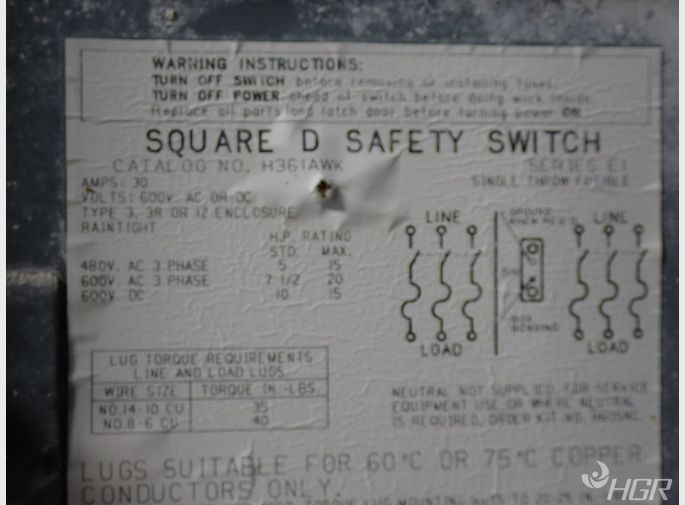 WARNING INSTRUCTIONS:
TURN OFF SWITCH before removing or installing fuses.
TURN OFF POWER ahead of switch before doing work inside.
Replace all parts and latch door before turning power ON.
SQUARE D SAFETY SWITCH
CATALOG NO. H361AWK
SERIES E1
AMPS: 30
SINGLE THROW FUSIBLE
VOLTS: 600V. AC OR DC
TYPE 3, 3R OR 12 ENCLOSURE
RAINTIGHT
H.P. RATING
STD. MAX.
480V. AC 3 PHASE 5 15
600V. AC 3 PHASE 7 1/2 20
600V. DC 10 15
LINE
GROUND
LINE
LOAD
BONDING
LOAD
LUG TORQUE REQUIREMENTS
LINE AND LOAD LUGS
WIRE SIZE TORQUE IN.-LBS.
NO.14-10 CU 35
NO.8-6 CU 40
NEUTRAL NOT SUPPLIED. FOR SERVICE
EQUIPMENT USE OR WHERE NEUTRAL
IS REQUIRED, ORDER KIT NO.
LUGS SUITABLE FOR 60°C OR 75°C COPPER
CONDUCTORS ONLY.
HGR